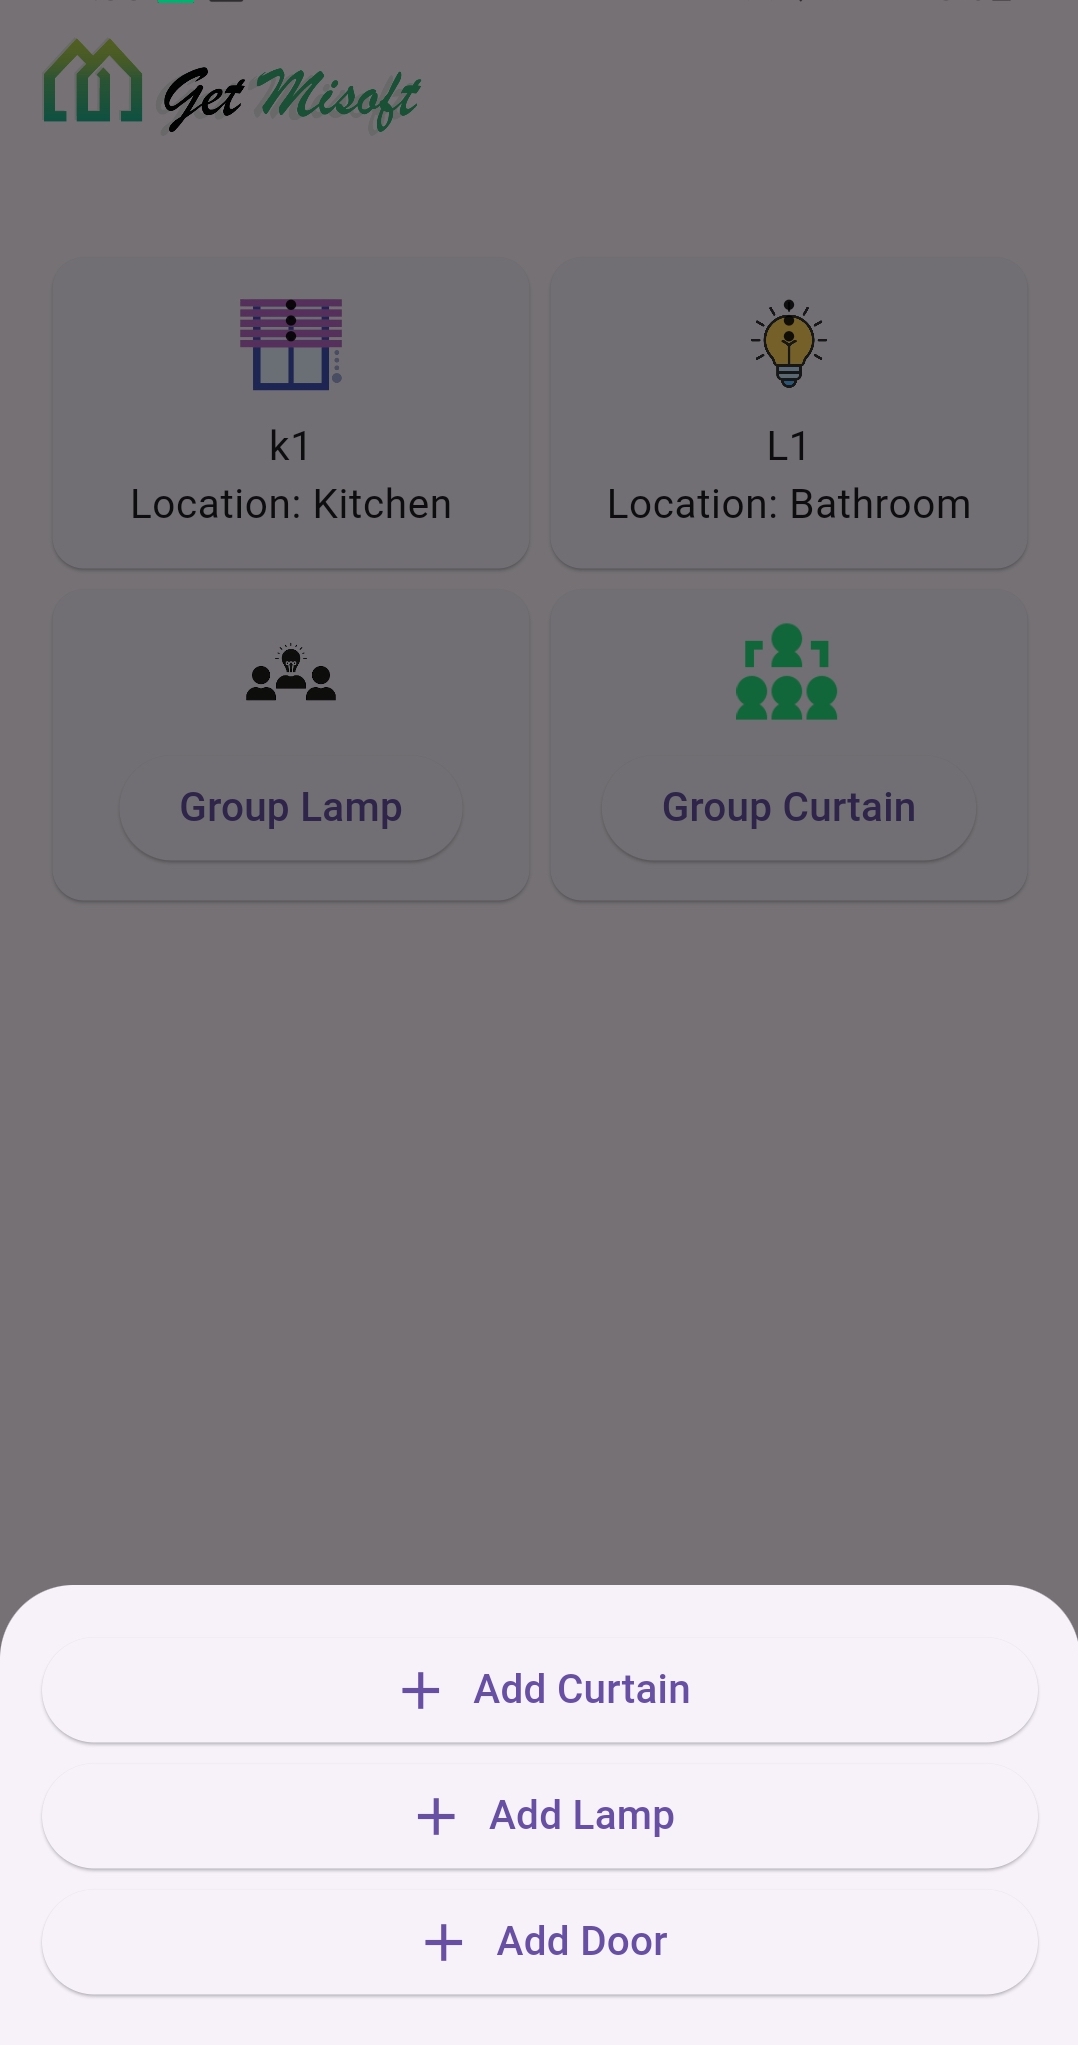 Get Misoft
k1
Location: Kitchen
L1
Location: Bathroom
Group Lamp
Group Curtain
Add Curtain
Add Lamp
Add Door